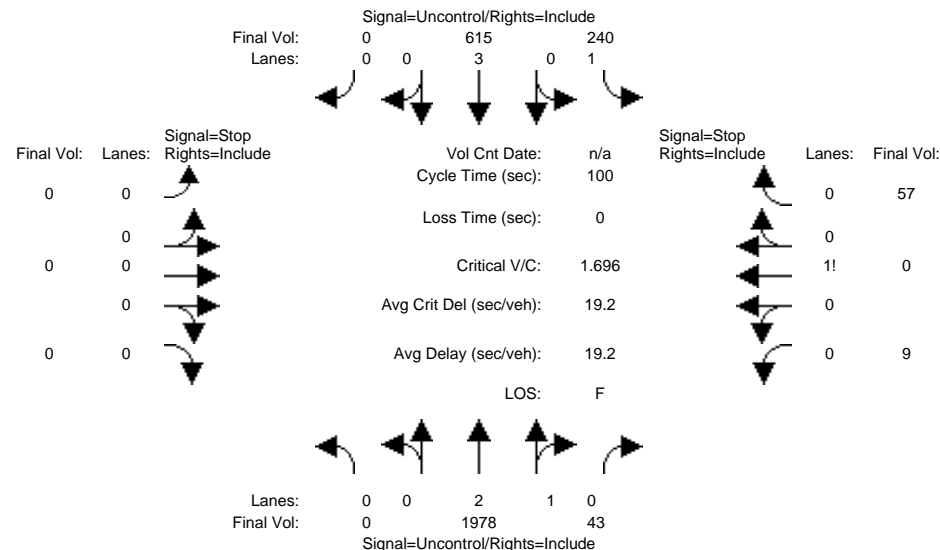 Signal=Uncontrol/Rights=Include
Final Vol: 0 615 240
Lanes: 0 0 3 0 1
Signal=Stop
Final Vol: Lanes: Rights=Include
Vol Cnt Date: n/a
Signal=Stop
Rights=Include Lanes: Final Vol:
Cycle Time (sec): 100
0 0
0 57
Loss Time (sec): 0
0
0
0 0
Critical V/C: 1.696
1! 0
0
Avg Crit Del (sec/veh): 19.2
0
0 0
Avg Delay (sec/veh): 19.2
0 9
LOS: F
Lanes: 0 0 2 1 0
Final Vol: 0 1978 43
Signal=Uncontrol/Rights=Include